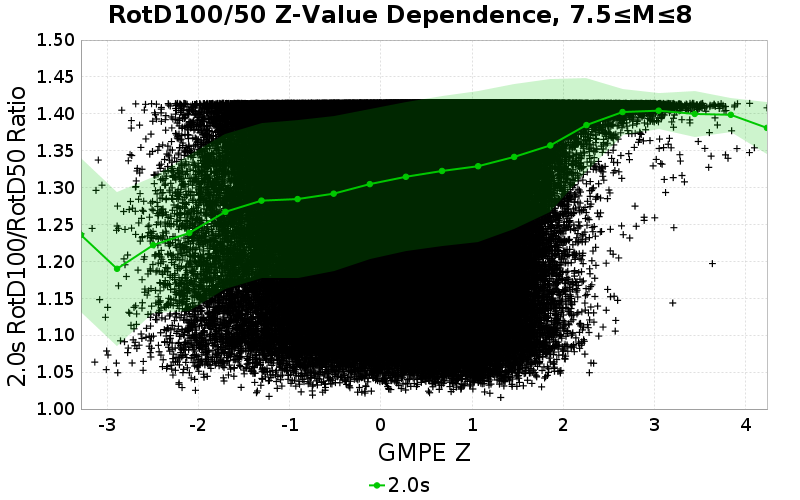 RotD100/50 Z-Value Dependence, 7.5≤M≤8
2.0s RotD100/RotD50 Ratio
1.50
1.45
1.40
1.35
1.30
1.25
1.20
1.15
1.10
1.05
1.00
-3 -2 -1 0 1 2 3 4
GMPE Z
2.0s